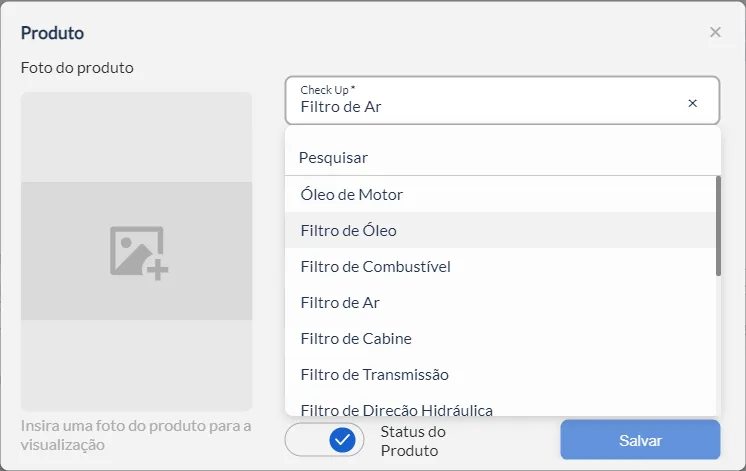 Produto
Foto do produto
Check Up *
Filtro de Ar
Pesquisar
Óleo de Motor
Filtro de Óleo
Filtro de Combustível
Filtro de Ar
Filtro de Cabine
Filtro de Transmissão
Filtro de Direção Hidráulica
Insira uma foto do produto para a
visualização
Status do
Produto
Salvar